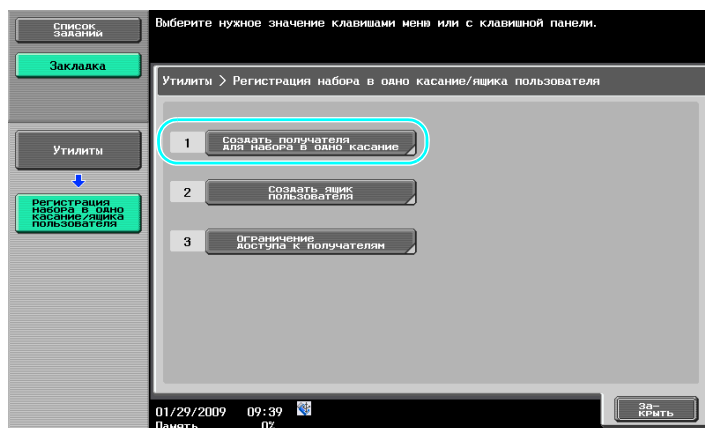 Список
заданий
Выберите нужное значение клавишами меню или с клавишной панели.
Закладка
Утилиты > Регистрация набора в одно касание/ящика пользователя
1 Создать получателя
для набора в одно касание
Утилиты
2 Создать ящик
пользователя
Регистрация
набора в одно
касание/ящика
пользователя
3 Ограничение
доступа к получателям
01/29/2009 09:39
Память 0%
За-
крыть